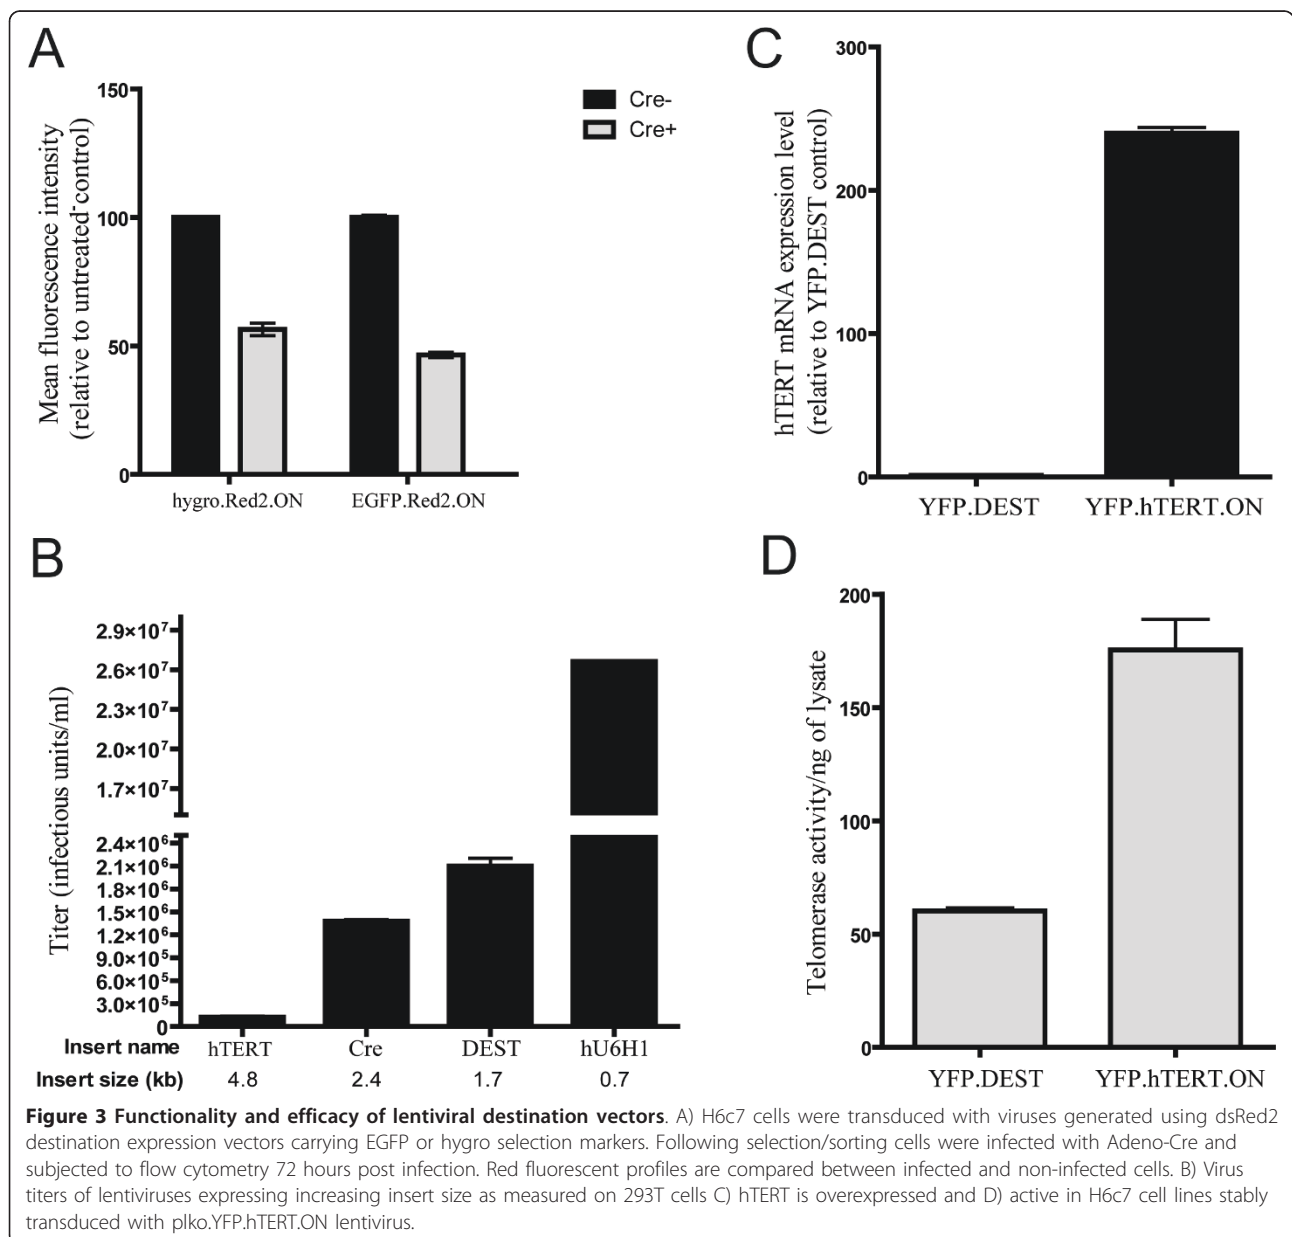 A
Mean fluorescence intensity
(relative to untreated control)
150
100
50
0
hygro.Red2.ON EGFP.Red2.ON
Cre-
Cre+
C
hTERT mRNA expression level
(relative to YFP.DEST control)
300
200
100
0
YFP.DEST YFP.hTERT.ON
B
Titer (infectious units/ml)
2.9×10⁷
2.6×10⁷
2.3×10⁷
2.0×10⁷
1.7×10⁷
2.4×10⁶
2.1×10⁶
1.8×10⁶
1.5×10⁶
1.2×10⁶
9.0×10⁵
6.0×10⁵
3.0×10⁵
0
Insert name hTERT Cre DEST hU6H1
Insert size (kb) 4.8 2.4 1.7 0.7
D
Telomerase activity/ng of lysate
200
150
100
50
0
YFP.DEST YFP.hTERT.ON
Figure 3 Functionality and efficacy of lentiviral destination vectors. A) H6c7 cells were transduced with viruses generated using dsRed2
destination expression vectors carrying EGFP or hygro selection markers. Following selection/sorting cells were infected with Adeno-Cre and
subjected to flow cytometry 72 hours post infection. Red fluorescent profiles are compared between infected and non-infected cells. B) Virus
titers of lentiviruses expressing increasing insert size as measured on 293T cells C) hTERT is overexpressed and D) active in H6c7 cell lines stably
transduced with plko.YFP.hTERT.ON lentivirus.